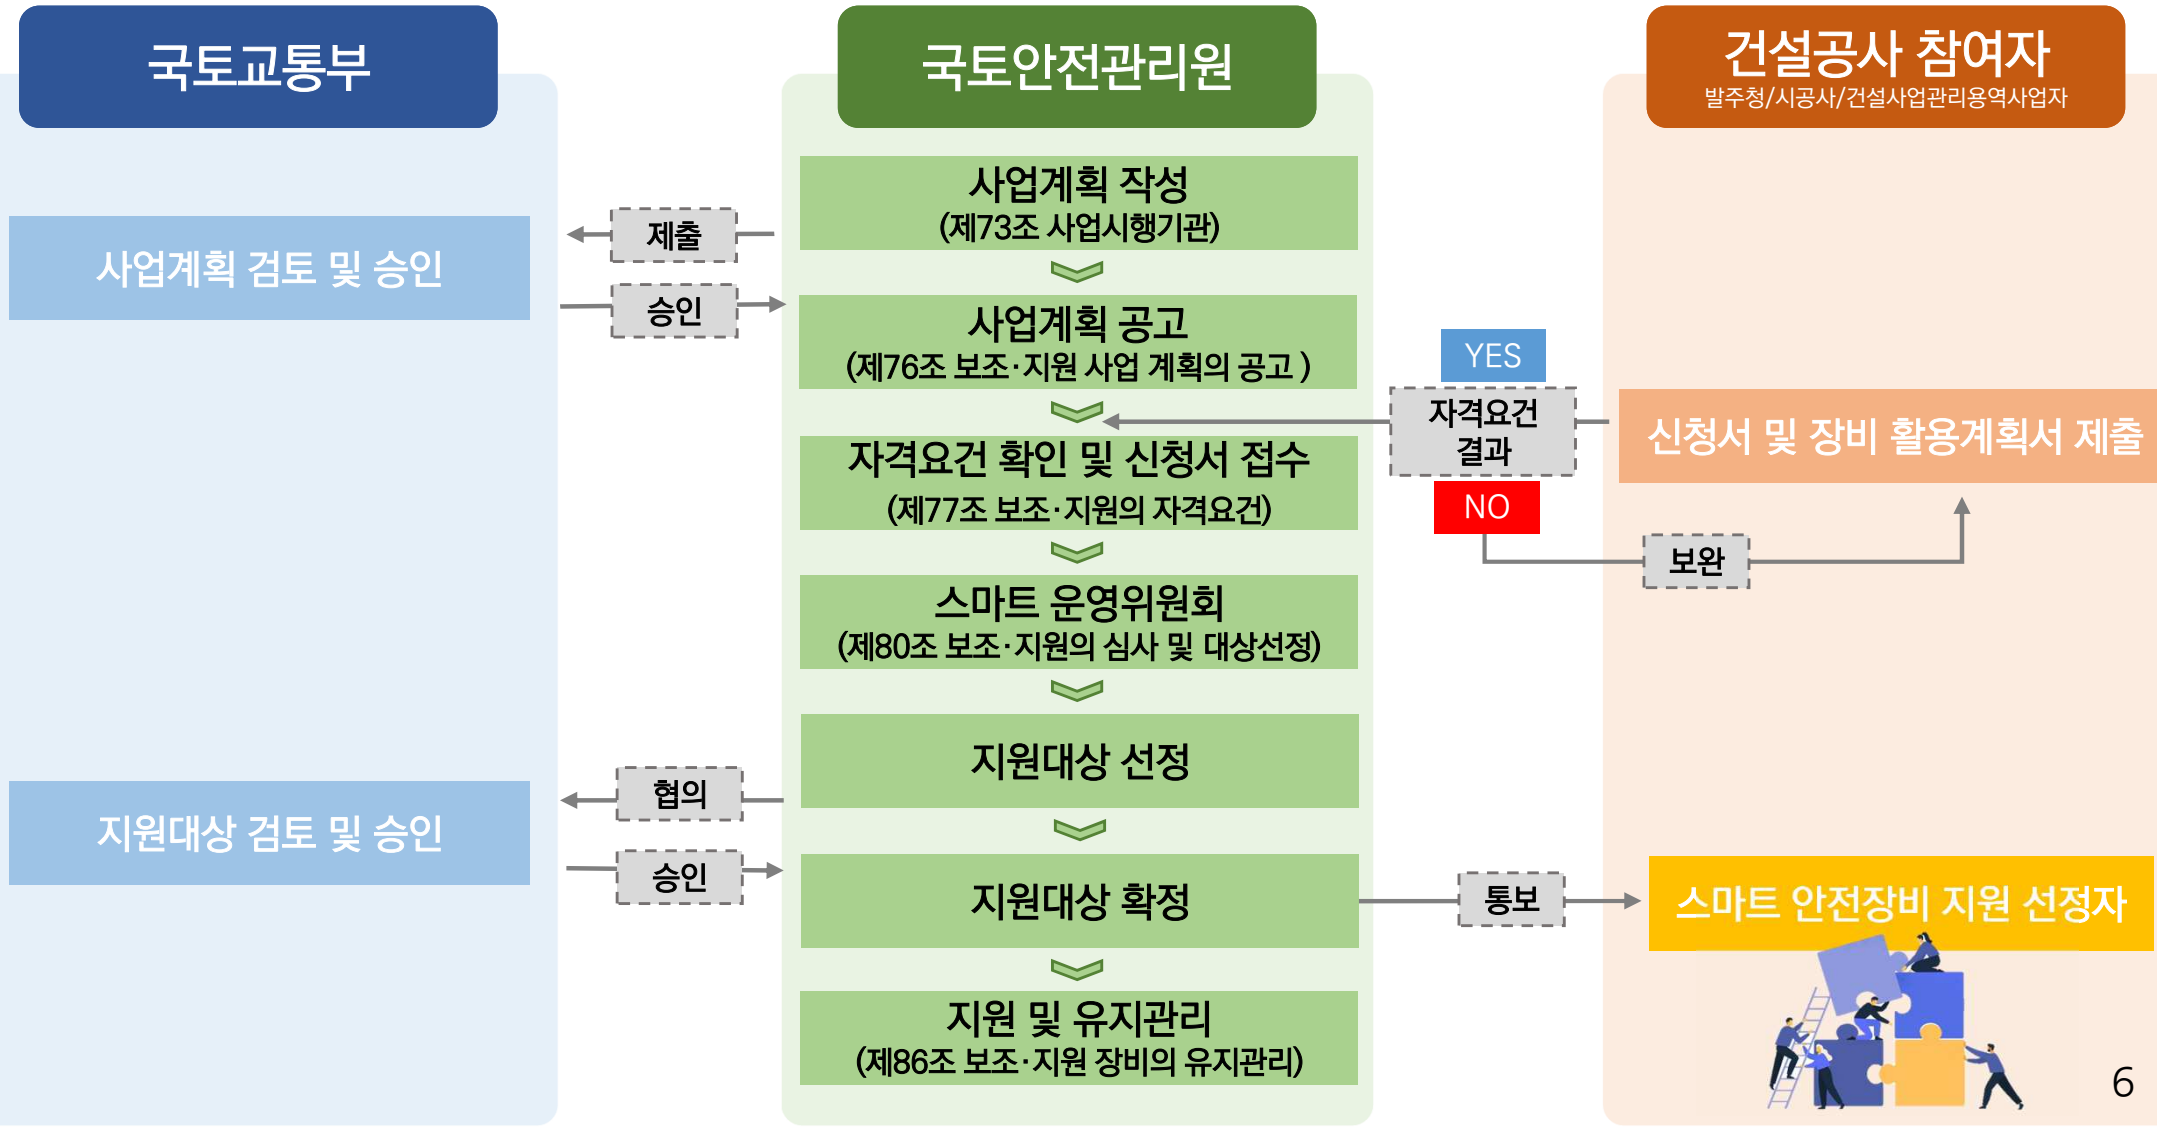 국토교통부
사업계획 검토 및 승인
지원대상 검토 및 승인
제출
승인
협의
승인
국토안전관리원
사업계획 작성
(제73조 사업시행기관)
사업계획 공고
(제76조 보조·지원 사업 계획의 공고 )
자격요건 확인 및 신청서 접수
(제77조 보조·지원의 자격요건)
스마트 운영위원회
(제80조 보조·지원의 심사 및 대상선정)
지원대상 선정
지원대상 확정
지원 및 유지관리
(제86조 보조·지원 장비의 유지관리)
YES
자격요건
결과
NO
보완
통보
건설공사 참여자
발주청/시공사/건설사업관리용역사업자
신청서 및 장비 활용계획서 제출
스마트 안전장비 지원 선정자
6